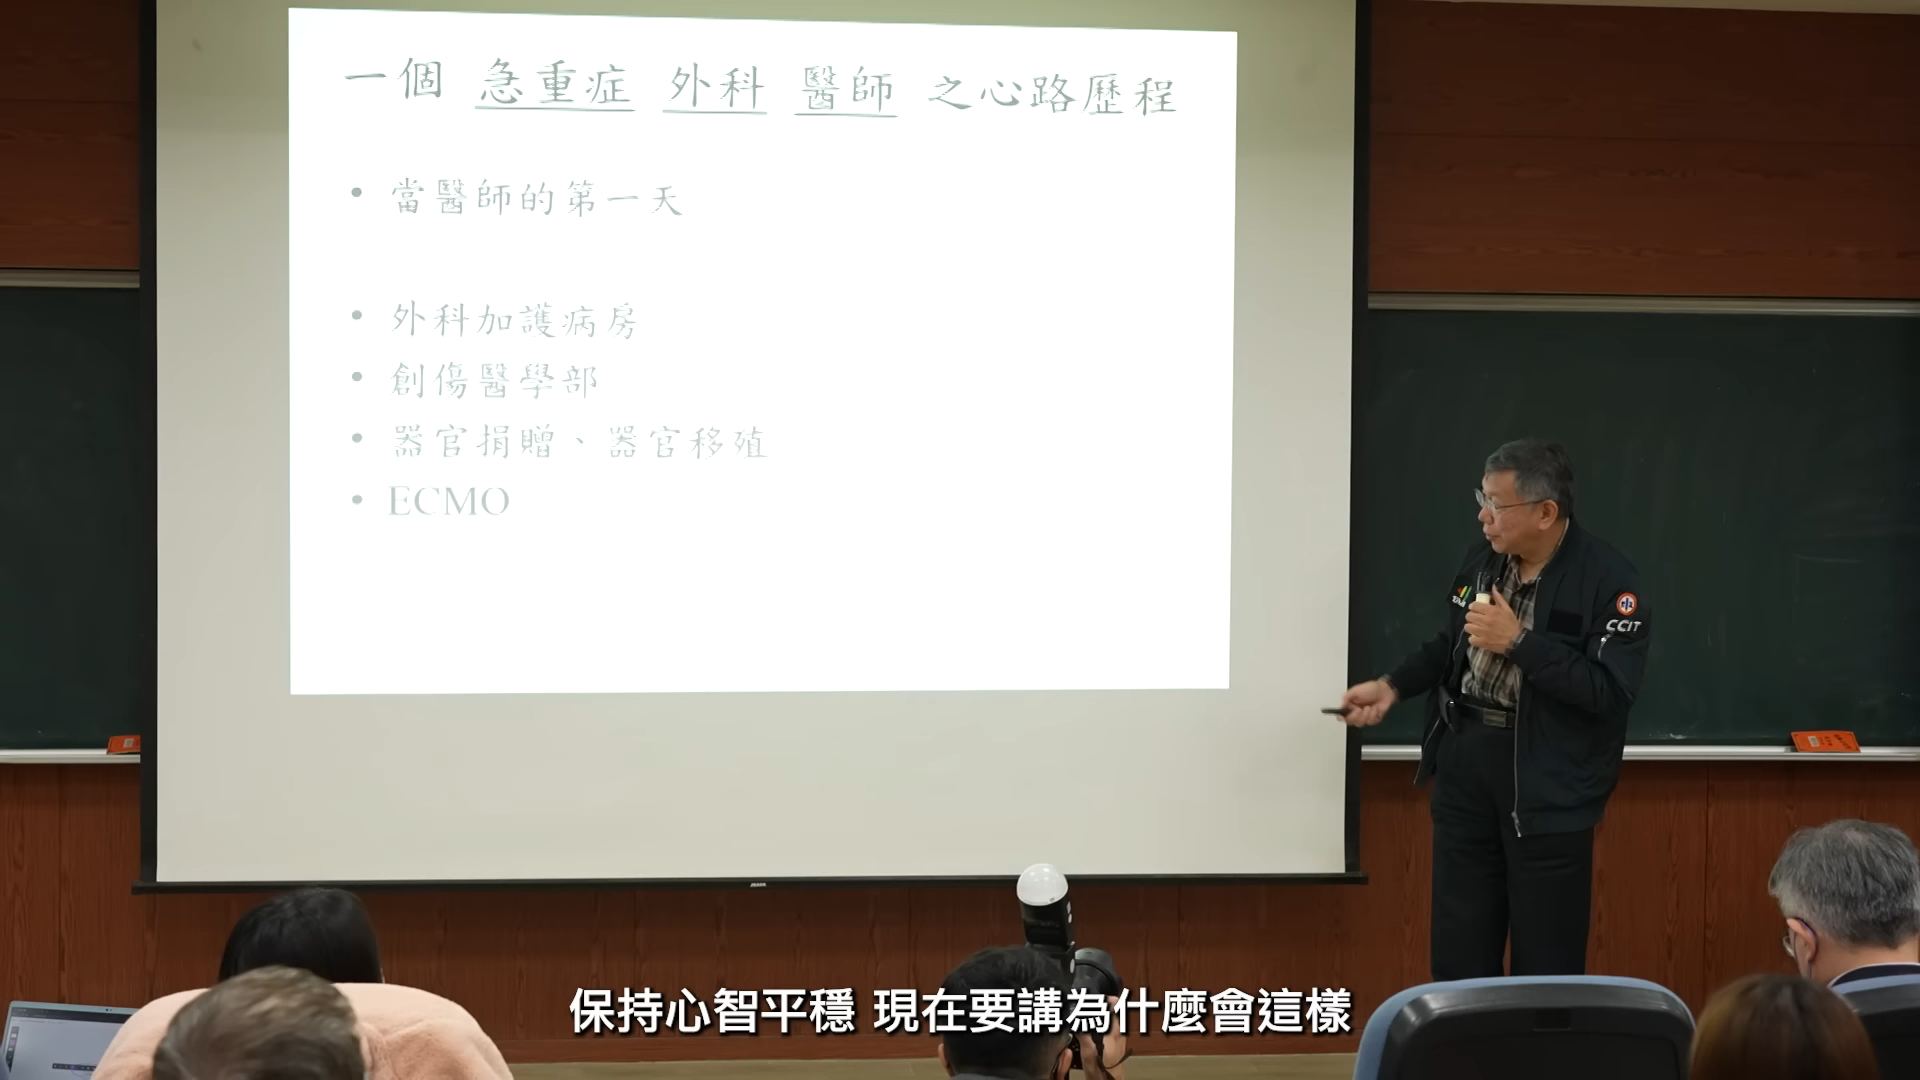 一個 急重症 外科 醫師 之心路歷程
• 當醫師的第一天
• 外科加護病房
• 創傷醫學部
• 器官捐贈、器官移殖
• ECMO
CCIT
保持心智平穩 現在要講為什麼會這樣